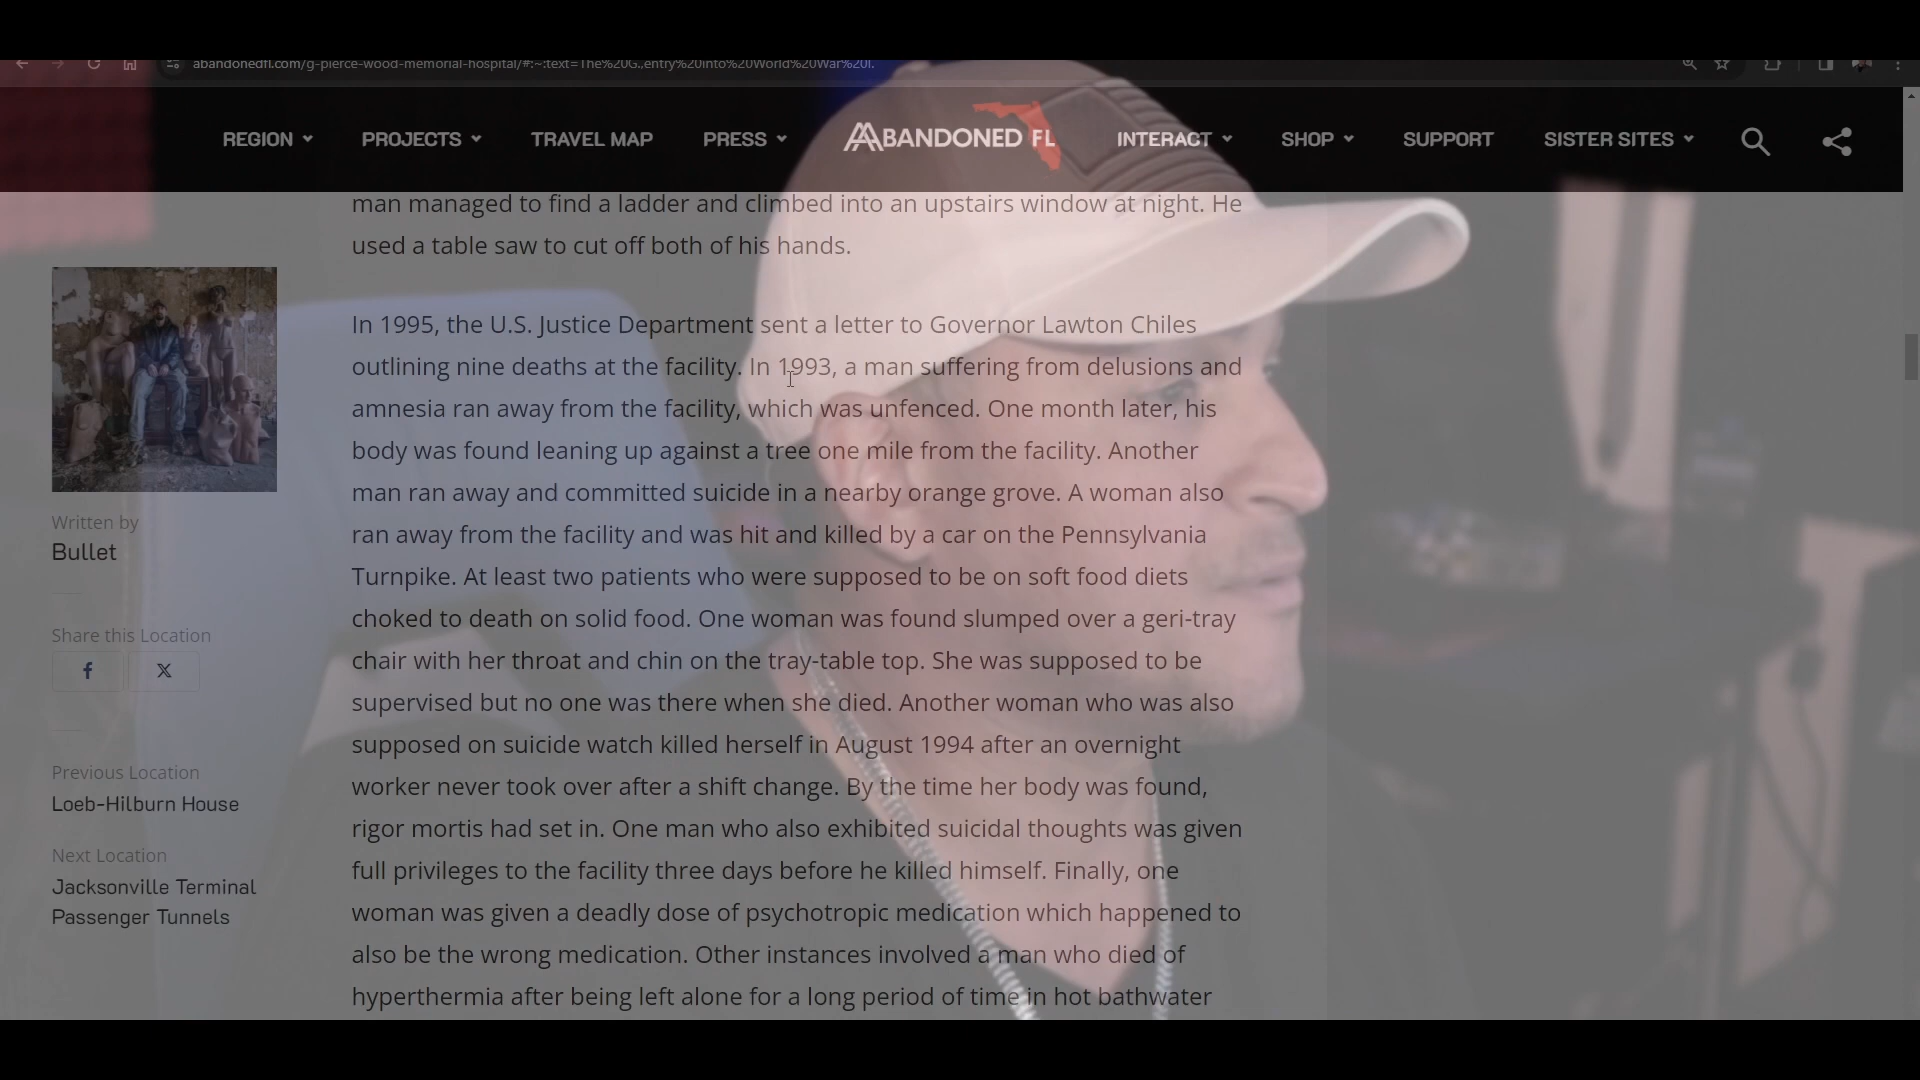 abandonedfl.com/g-pierce-wood-memorial-hospital/#:~:text=The%20G.,entry%20into%20World%20War%20I.
REGION PROJECTS TRAVEL MAP PRESS ABANDONED FL INTERACT SHOP SUPPORT SISTER SITES
man managed to find a ladder and climbed into an upstairs window at night. He
used a table saw to cut off both of his hands.
In 1995, the U.S. Justice Department sent a letter to Governor Lawton Chiles
outlining nine deaths at the facility. In 1993, a man suffering from delusions and
amnesia ran away from the facility, which was unfenced. One month later, his
body was found leaning up against a tree one mile from the facility. Another
man ran away and committed suicide in a nearby orange grove. A woman also
ran away from the facility and was hit and killed by a car on the Pennsylvania
Turnpike. At least two patients who were supposed to be on soft food diets
choked to death on solid food. One woman was found slumped over a geri-tray
chair with her throat and chin on the tray-table top. She was supposed to be
supervised but no one was there when she died. Another woman who was also
supposed on suicide watch killed herself in August 1994 after an overnight
worker never took over after a shift change. By the time her body was found,
rigor mortis had set in. One man who also exhibited suicidal thoughts was given
full privileges to the facility three days before he killed himself. Finally, one
woman was given a deadly dose of psychotropic medication which happened to
also be the wrong medication. Other instances involved a man who died of
hyperthermia after being left alone for a long period of time in hot bathwater
Written by
Bullet
Share this Location
Previous Location
Loeb-Hilburn House
Next Location
Jacksonville Terminal
Passenger Tunnels